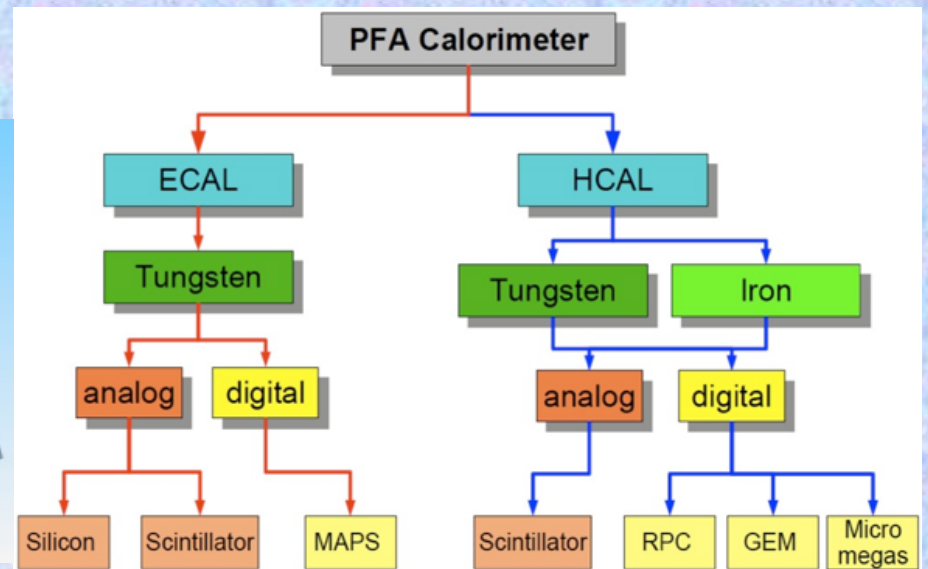 PFA Calorimeter
ECAL
HCAL
Tungsten
Tungsten
Iron
analog
digital
analog
digital
Silicon
Scintillator
MAPS
Scintillator
RPC
GEM
Micro
megas